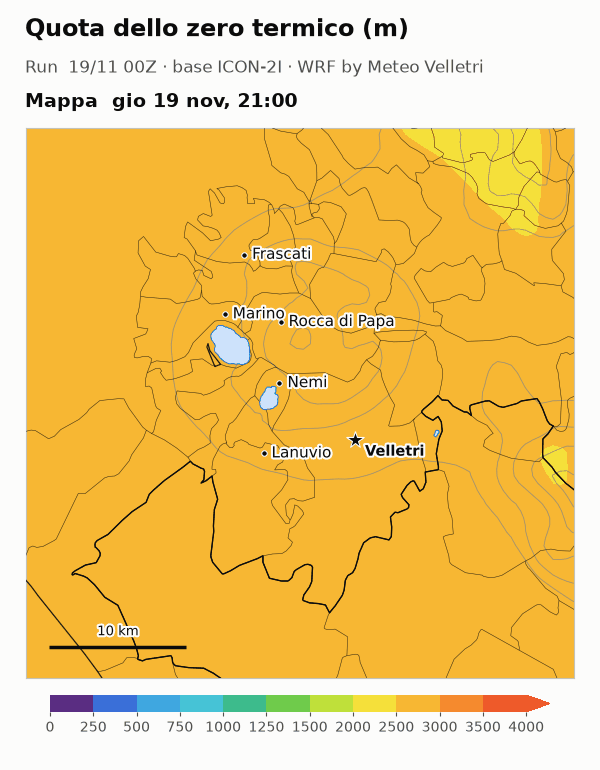 Quota dello zero termico (m)
Run  19/11 00Z · base ICON-2I · WRF by Meteo Velletri
Mappa  gio 19 nov, 21:00
Frascati
Marino
Rocca di Papa
Nemi
Velletri
Lanuvio
10 km
0 250 500 750 1000 1250 1500 2000 2500 3000 3500 4000